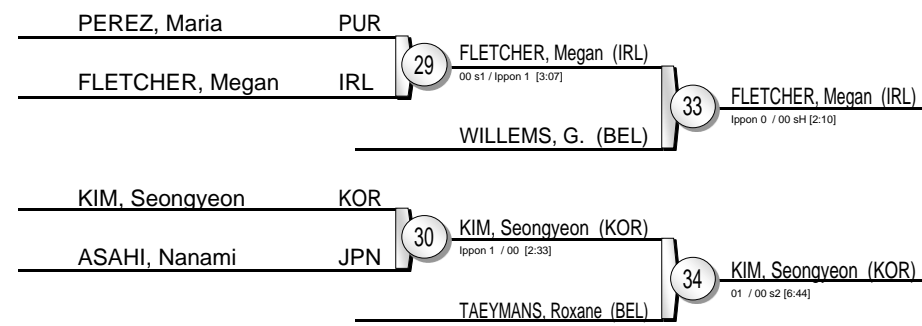 PEREZ, Maria PUR
FLETCHER, Megan IRL
29
FLETCHER, Megan (IRL)
00 s1 / Ippon 1 [3:07]
WILLEMS, G. (BEL)
33
FLETCHER, Megan (IRL)
Ippon 0 / 00 sH [2:10]
KIM, Seongyeon KOR
ASAHI, Nanami JPN
30
KIM, Seongyeon (KOR)
Ippon 1 / 00 [2:33]
TAEYMANS, Roxane (BEL)
34
KIM, Seongyeon (KOR)
01 / 00 s2 [6:44]